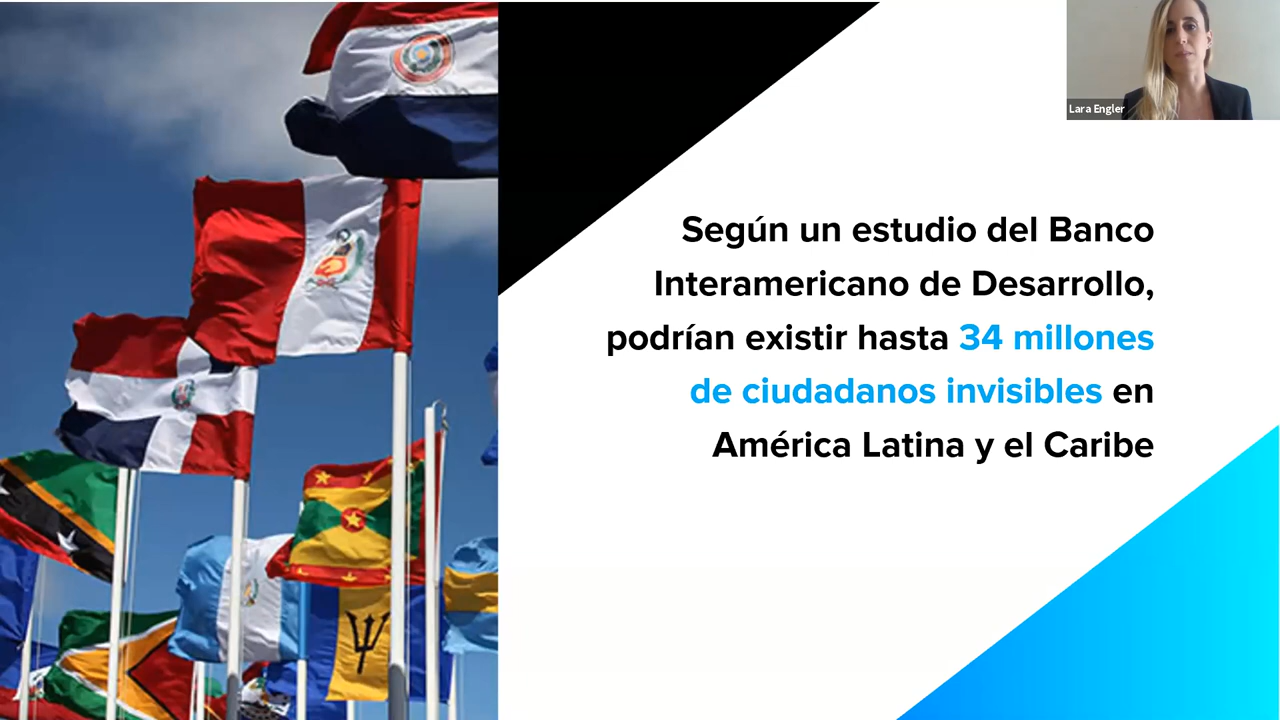 Lara Engler
Según un estudio del Banco
Interamericano de Desarrollo,
podrían existir hasta 34 millones
de ciudadanos invisibles en
América Latina y el Caribe